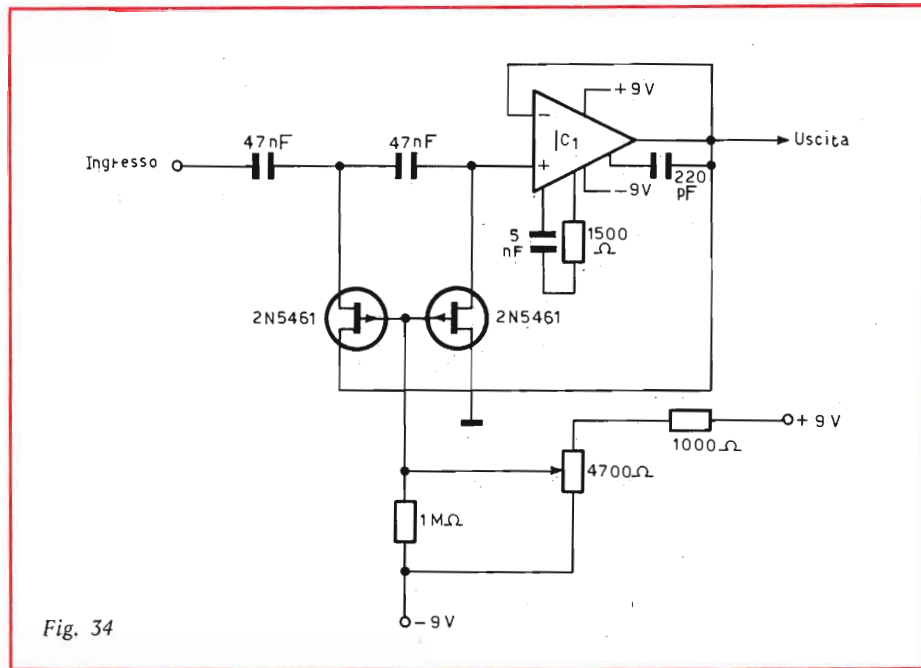 +9V
47nF
47nF
−
IC1
Uscita
Ingresso
+
−9V
220
pF
5
nF
1500
Ω
2N5461
2N5461
+9V
1000Ω
4700Ω
1MΩ
−9V
Fig. 34